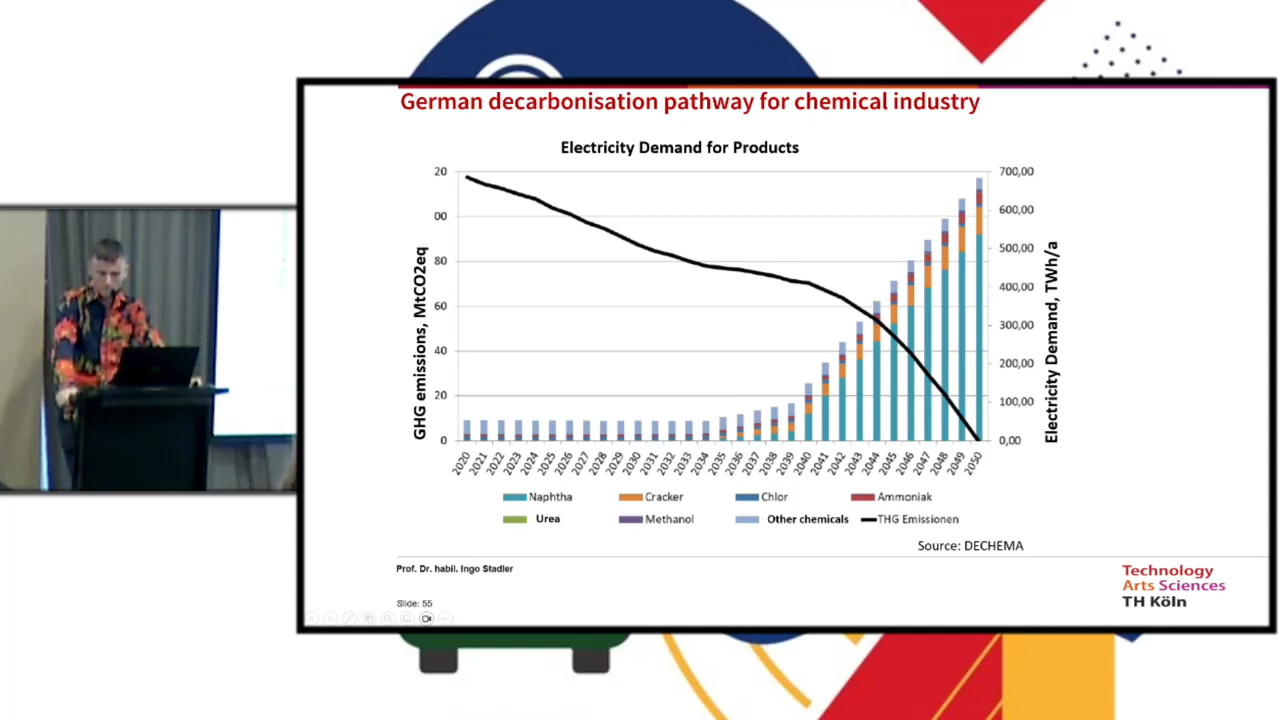 German decarbonisation pathway for chemical industry
Electricity Demand for Products
20
00
80
60
40
20
0
GHG emissions, MtCO2eq
700,00
600,00
500,00
400,00
300,00
200,00
100,00
0,00
Electricity Demand, TWh/a
2020 2021 2022 2023 2024 2025 2026 2027 2028 2029 2030 2031 2032 2033 2034 2035 2036 2037 2038 2039 2040 2041 2042 2043 2044 2045 2046 2047 2048 2049 2050
Naphtha Cracker Chlor Ammoniak
Urea Methanol Other chemicals THG Emissionen
Source: DECHEMA
Prof. Dr. habil. Ingo Stadler
Slide: 55
Technology
Arts Sciences
TH Köln